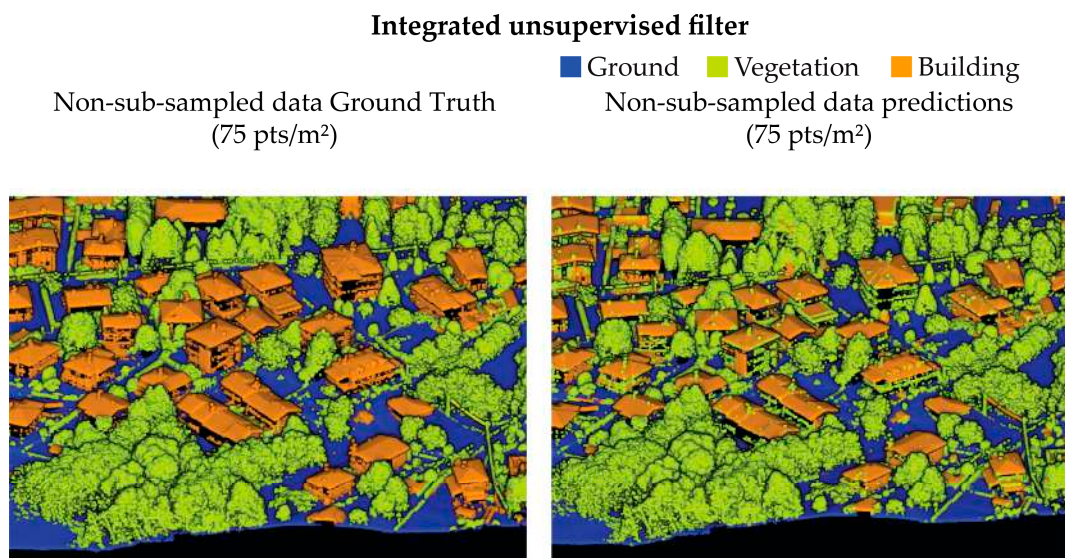 Integrated unsupervised filter
Ground Vegetation Building
Non-sub-sampled data Ground Truth
(75 pts/m²)
Non-sub-sampled data predictions
(75 pts/m²)